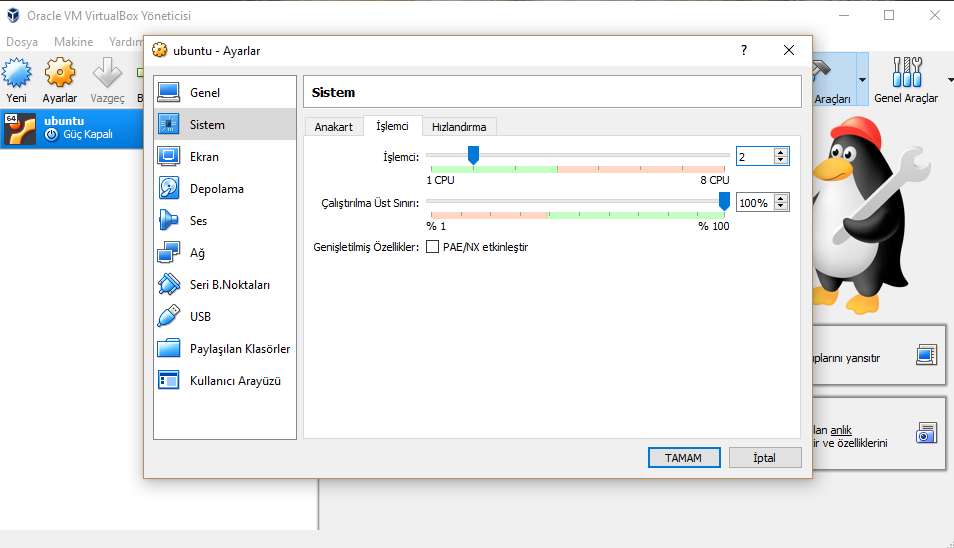 Oracle VM VirtualBox Yöneticisi
Dosya Makine Yardım
Yeni Ayarlar Vazgeç
Araçları Genel Araçlar
64 ubuntu
Güç Kapalı
ubuntu - Ayarlar
Genel
Sistem
Ekran
Depolama
Ses
Ağ
Seri B.Noktaları
USB
Paylaşılan Klasörler
Kullanıcı Arayüzü
Sistem
Anakart İşlemci Hızlandırma
İşlemci: 2
1 CPU 8 CPU
Çalıştırılma Üst Sınırı: 100%
% 1 % 100
Genişletilmiş Özellikler: PAE/NX etkinleştir
TAMAM İptal
yansıtır
anlık
ve özelliklerini